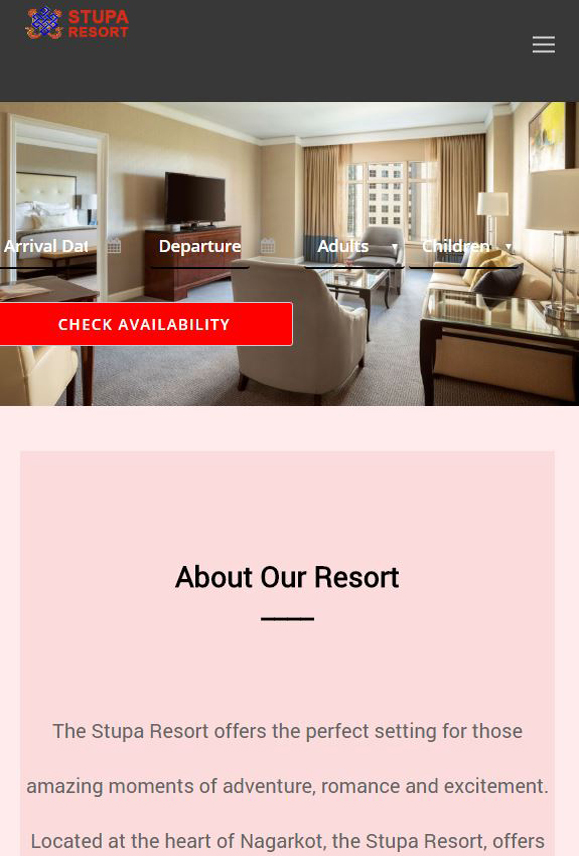 STUPA
RESORT
Arrival Dat
Departure
Adults
Children
CHECK AVAILABILITY
About Our Resort
The Stupa Resort offers the perfect setting for those
amazing moments of adventure, romance and excitement.
Located at the heart of Nagarkot, the Stupa Resort, offers